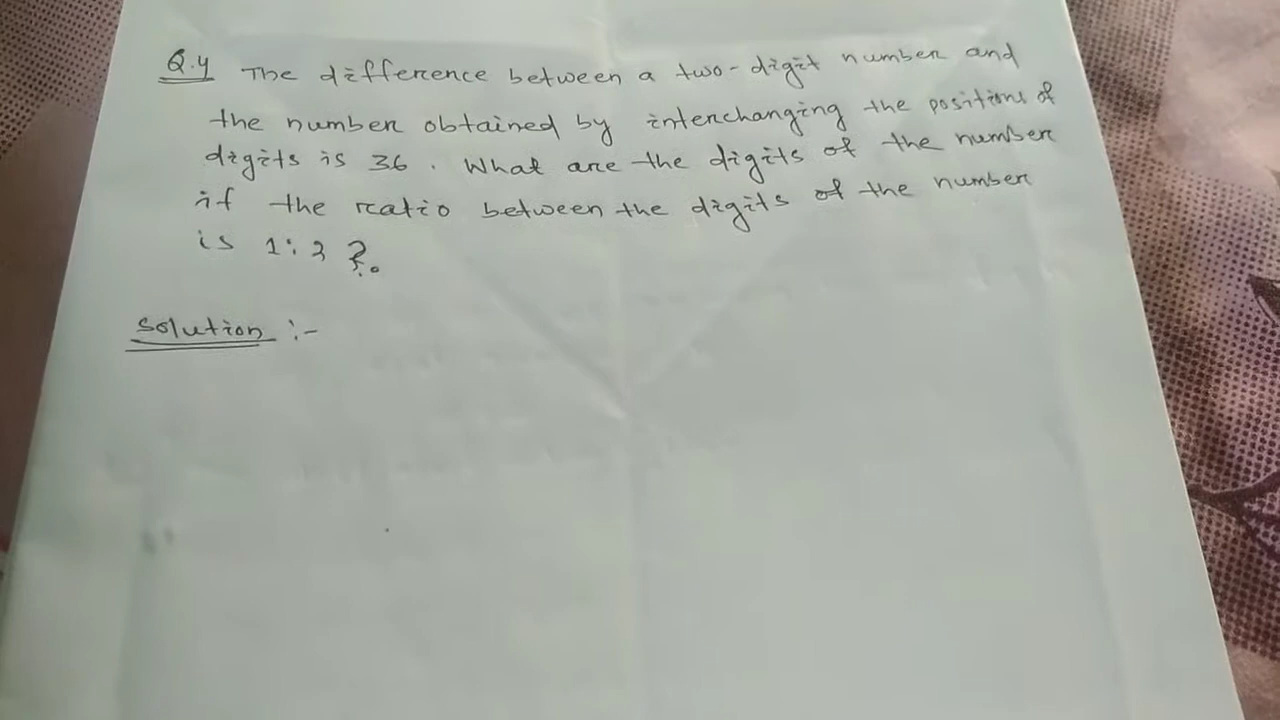 Q.4 The difference between a two-digit number and
the number obtained by interchanging the positions of
digits is 36. What are the digits of the number
if the ratio between the digits of the number
is 1:2 ?.
Solution :-